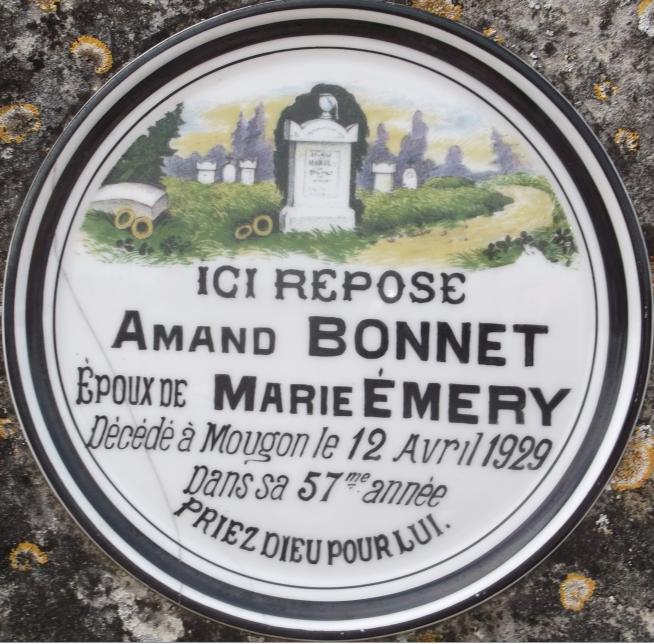 ICI REPOSE
AMAND BONNET
ÉPOUX DE MARIE ÉMERY
Décédé à Mougon le 12 Avril 1929
Dans sa 57me année
PRIEZ DIEU POUR LUI.